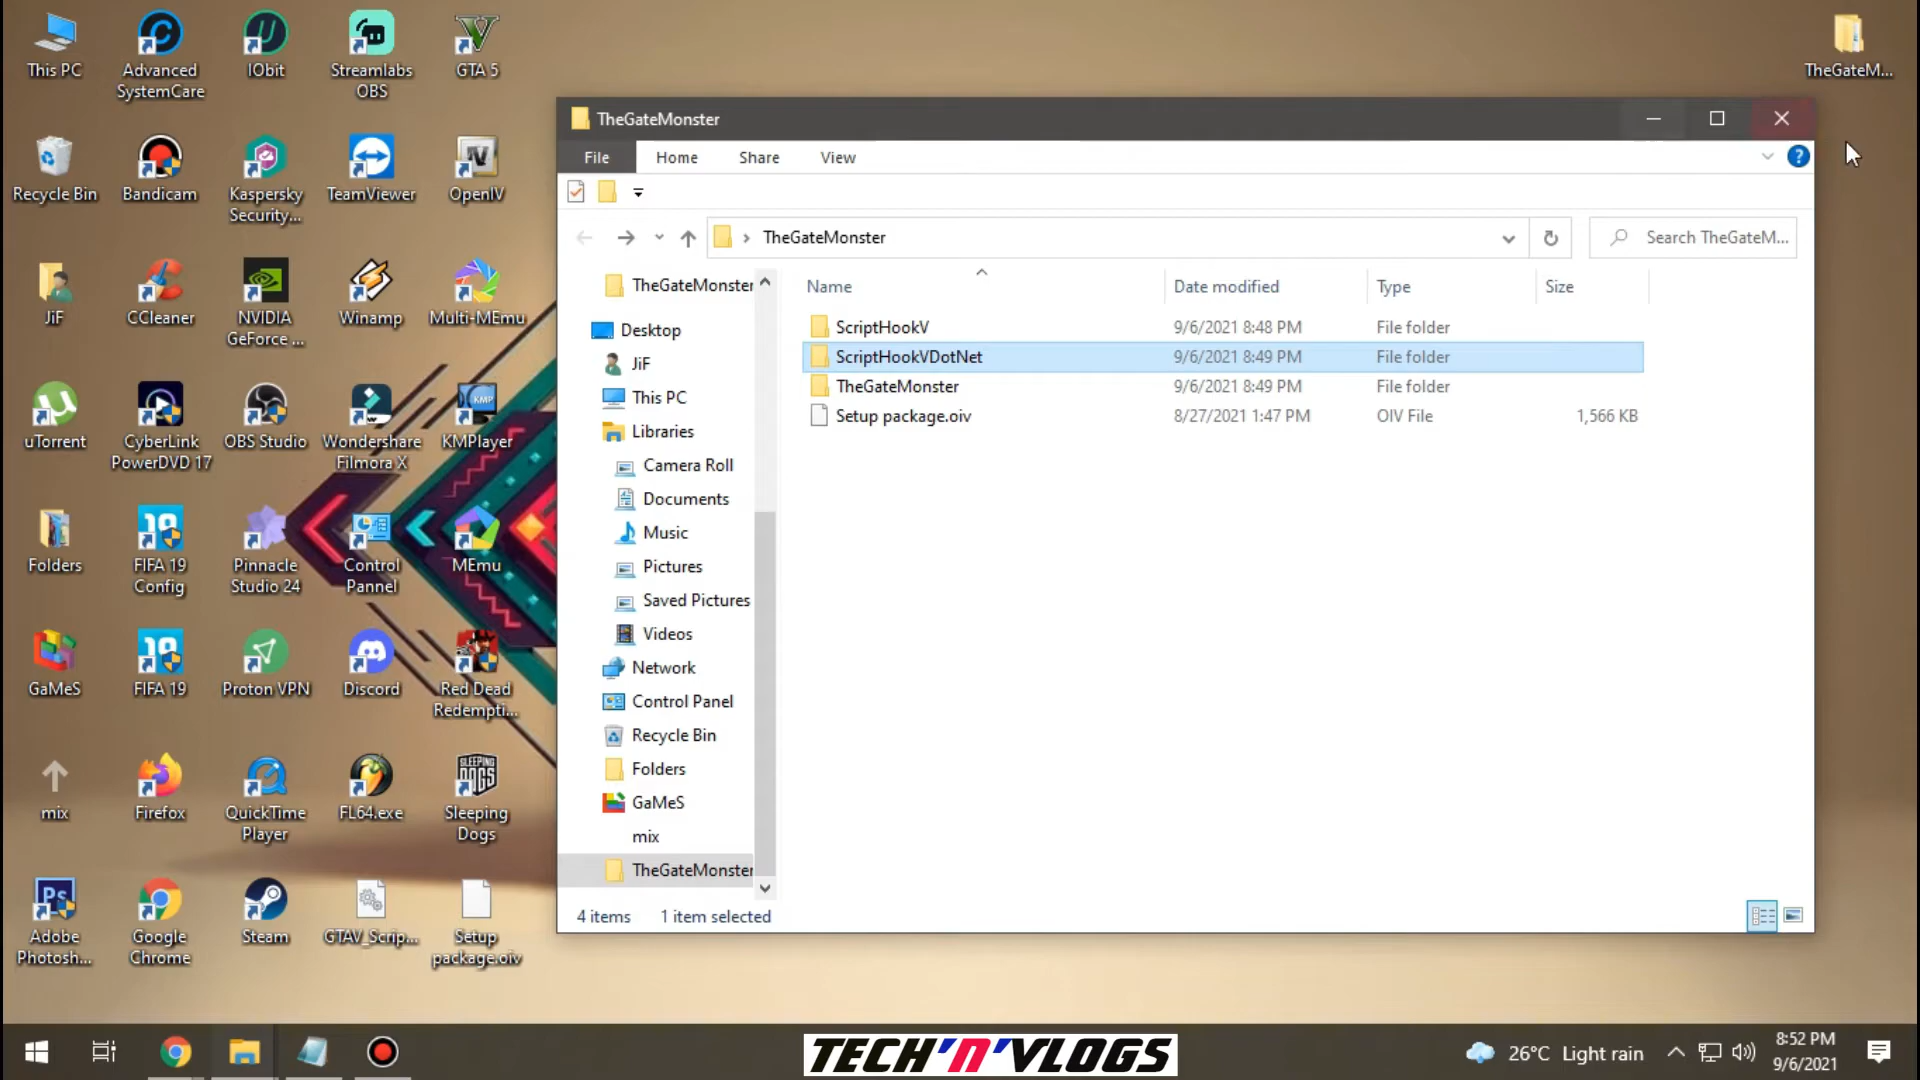 This PC
Advanced
SystemCare
IObit
Streamlabs
OBS
GTA 5
TheGateM...
Recycle Bin
Bandicam
Kaspersky
Security...
TeamViewer
OpenIV
JiF
CCleaner
NVIDIA
GeForce ...
Winamp
Multi-MEmu
uTorrent
CyberLink
PowerDVD 17
OBS Studio
Wondershare
Filmora X
KMPlayer
Folders
FIFA 19
Config
Pinnacle
Studio 24
Control
Pannel
MEmu
GaMeS
FIFA 19
Proton VPN
Discord
Red Dead
Redempti...
mix
Firefox
QuickTime
Player
FL64.exe
Sleeping
Dogs
Adobe
Photosh...
Google
Chrome
Steam
GTAV_Scrip...
Setup
package.oiv
TheGateMonster
File Home Share View
TheGateMonster
Search TheGateM...
TheGateMonster
Desktop
JiF
This PC
Libraries
Camera Roll
Documents
Music
Pictures
Saved Pictures
Videos
Network
Control Panel
Recycle Bin
Folders
GaMeS
mix
TheGateMonster
Name Date modified Type Size
ScriptHookV 9/6/2021 8:48 PM File folder
ScriptHookVDotNet 9/6/2021 8:49 PM File folder
TheGateMonster 9/6/2021 8:49 PM File folder
Setup package.oiv 8/27/2021 1:47 PM OIV File 1,566 KB
4 items 1 item selected
TECH'N'VLOGS
26°C Light rain
8:52 PM
9/6/2021